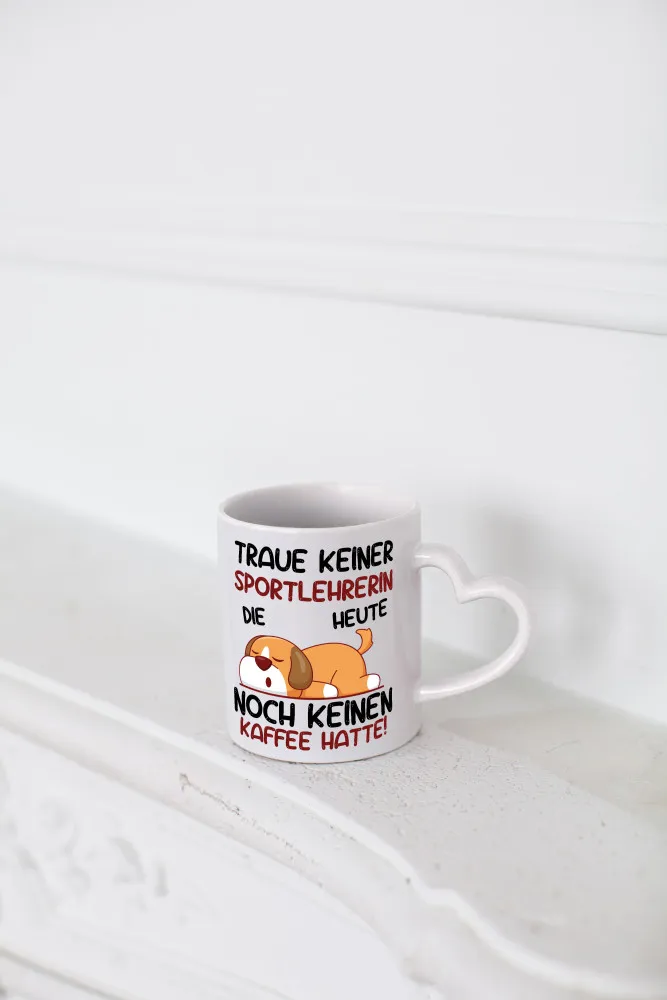 TRAUE KEINER
SPORTLEHRERIN
DIE HEUTE
NOCH KEINEN
KAFFEE HATTE!